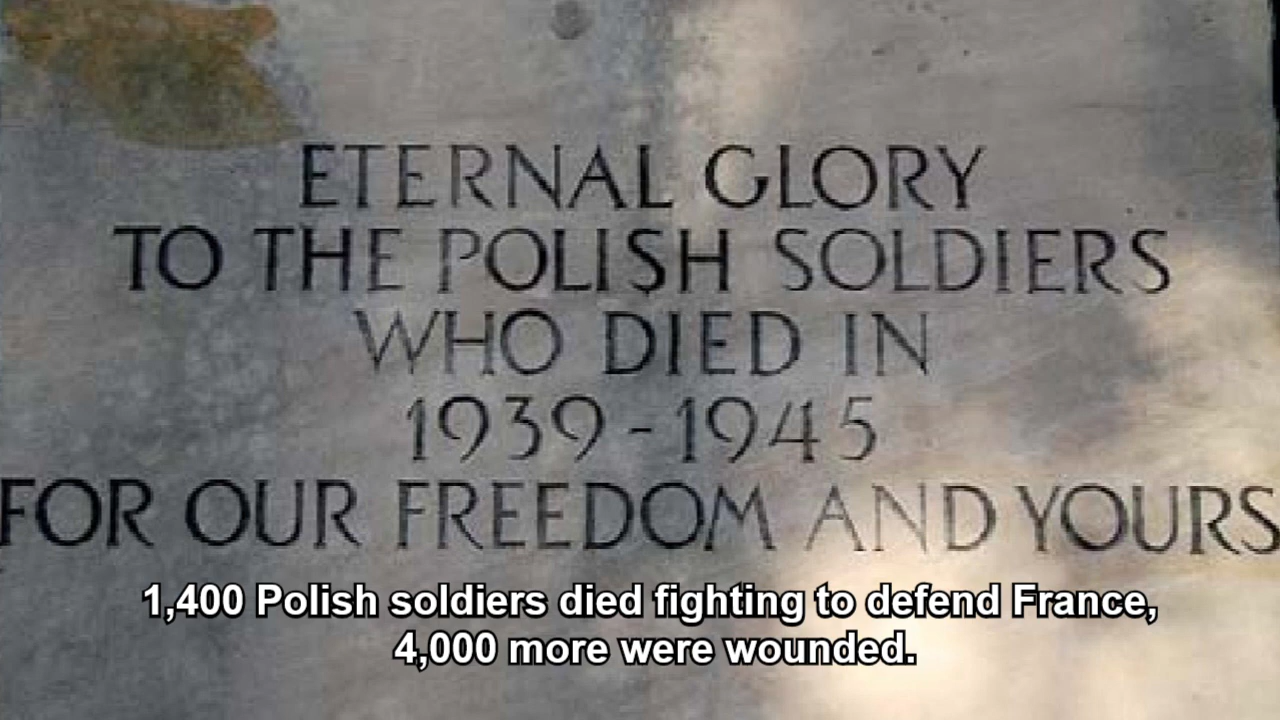 ETERNAL GLORY
TO THE POLISH SOLDIERS
WHO DIED IN
1939-1945
FOR OUR FREEDOM AND YOURS
1,400 Polish soldiers died fighting to defend France,
4,000 more were wounded.